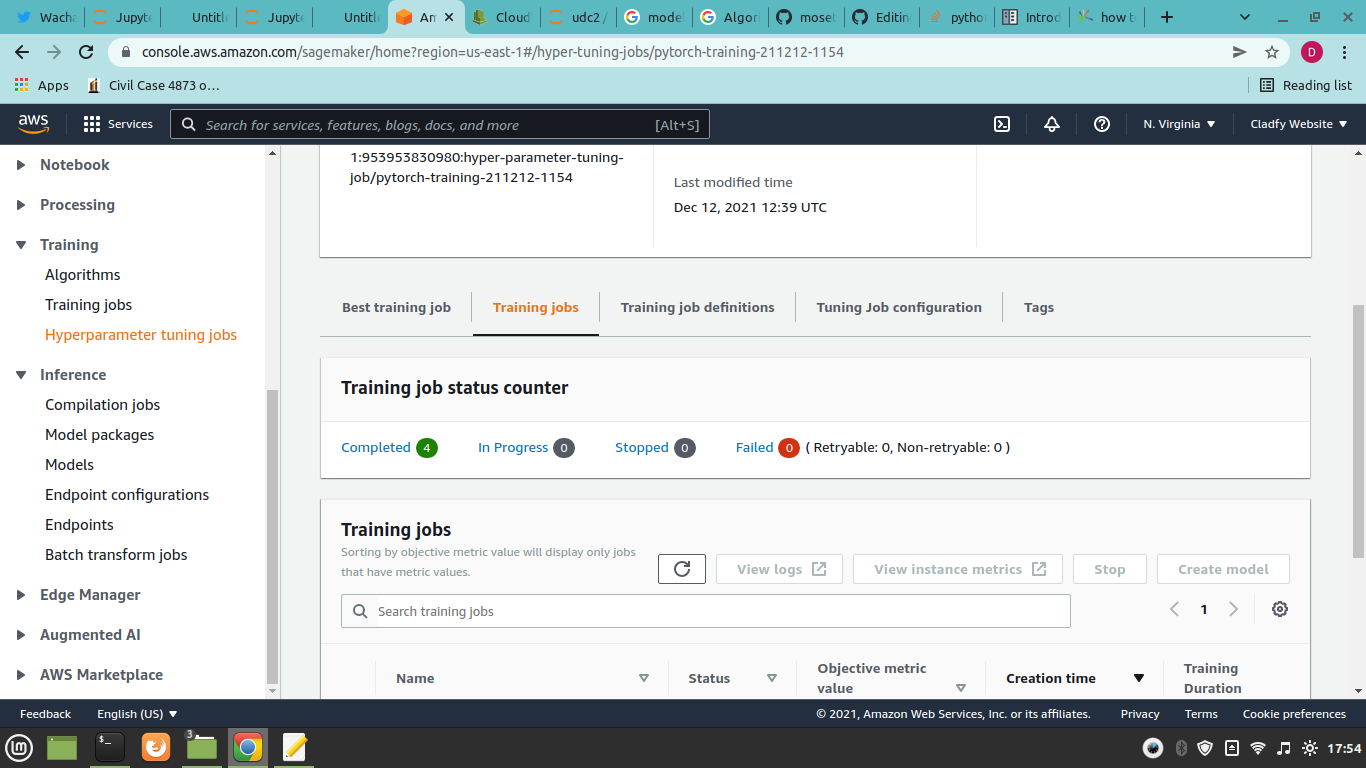 Wacha
Jupyte
Untitle
Jupyte
Untitle
Am
Cloud
udc2 /
model
Algori
moset
Editin
pytho
Introd
how t
console.aws.amazon.com/sagemaker/home?region=us-east-1#/hyper-tuning-jobs/pytorch-training-211212-1154
D
Apps
Civil Case 4873 o…
Reading list
aws
Services
Search for services, features, blogs, docs, and more
[Alt+S]
N. Virginia
Cladfy Website
Notebook
Processing
Training
Algorithms
Training jobs
Hyperparameter tuning jobs
Inference
Compilation jobs
Model packages
Models
Endpoint configurations
Endpoints
Batch transform jobs
Edge Manager
Augmented AI
AWS Marketplace
1:953953830980:hyper-parameter-tuning-
job/pytorch-training-211212-1154
Last modified time
Dec 12, 2021 12:39 UTC
Best training job
Training jobs
Training job definitions
Tuning Job configuration
Tags
Training job status counter
Completed 4
In Progress 0
Stopped 0
Failed 0 ( Retryable: 0, Non-retryable: 0 )
Training jobs
Sorting by objective metric value will display only jobs
that have metric values.
View logs
View instance metrics
Stop
Create model
Search training jobs
1
Name
Status
Objective metric
value
Creation time
Training
Duration
Feedback
English (US)
© 2021, Amazon Web Services, Inc. or its affiliates.
Privacy
Terms
Cookie preferences
3
17:54